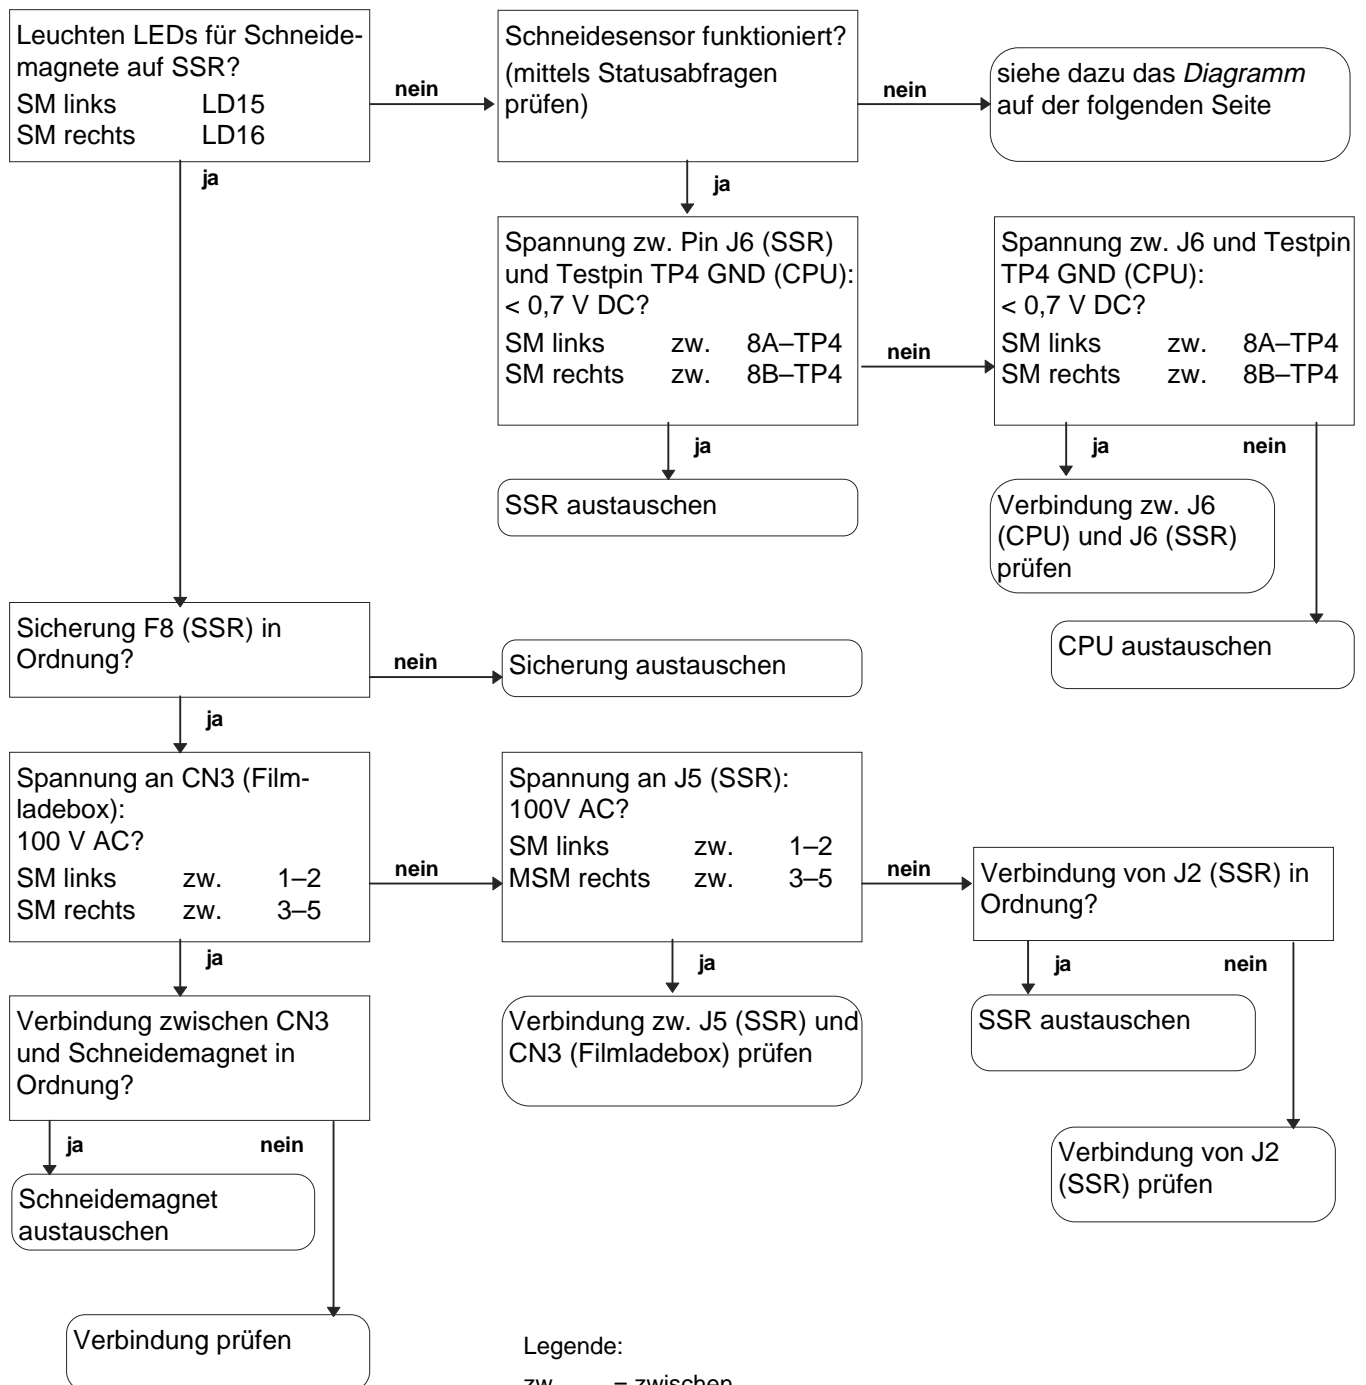 Leuchten LEDs für Schneide-
magnete auf SSR?
SM links LD15
SM rechts LD16
nein
Schneidesensor funktioniert?
(mittels Statusabfragen
prüfen)
nein
siehe dazu das Diagramm
auf der folgenden Seite
ja
ja
Spannung zw. Pin J6 (SSR)
und Testpin TP4 GND (CPU):
< 0,7 V DC?
SM links zw. 8A–TP4
SM rechts zw. 8B–TP4
nein
Spannung zw. J6 und Testpin
TP4 GND (CPU):
< 0,7 V DC?
SM links zw. 8A–TP4
SM rechts zw. 8B–TP4
ja
ja
nein
SSR austauschen
Verbindung zw. J6
(CPU) und J6 (SSR)
prüfen
CPU austauschen
Sicherung F8 (SSR) in
Ordnung?
nein
Sicherung austauschen
ja
Spannung an CN3 (Film-
ladebox):
100 V AC?
SM links zw. 1–2
SM rechts zw. 3–5
nein
Spannung an J5 (SSR):
100V AC?
SM links zw. 1–2
MSM rechts zw. 3–5
nein
Verbindung von J2 (SSR) in
Ordnung?
ja
ja
ja
nein
Verbindung zwischen CN3
und Schneidemagnet in
Ordnung?
Verbindung zw. J5 (SSR) und
CN3 (Filmladebox) prüfen
SSR austauschen
ja
nein
Verbindung von J2
(SSR) prüfen
Schneidemagnet
austauschen
Verbindung prüfen
Legende:
zw. = zwischen